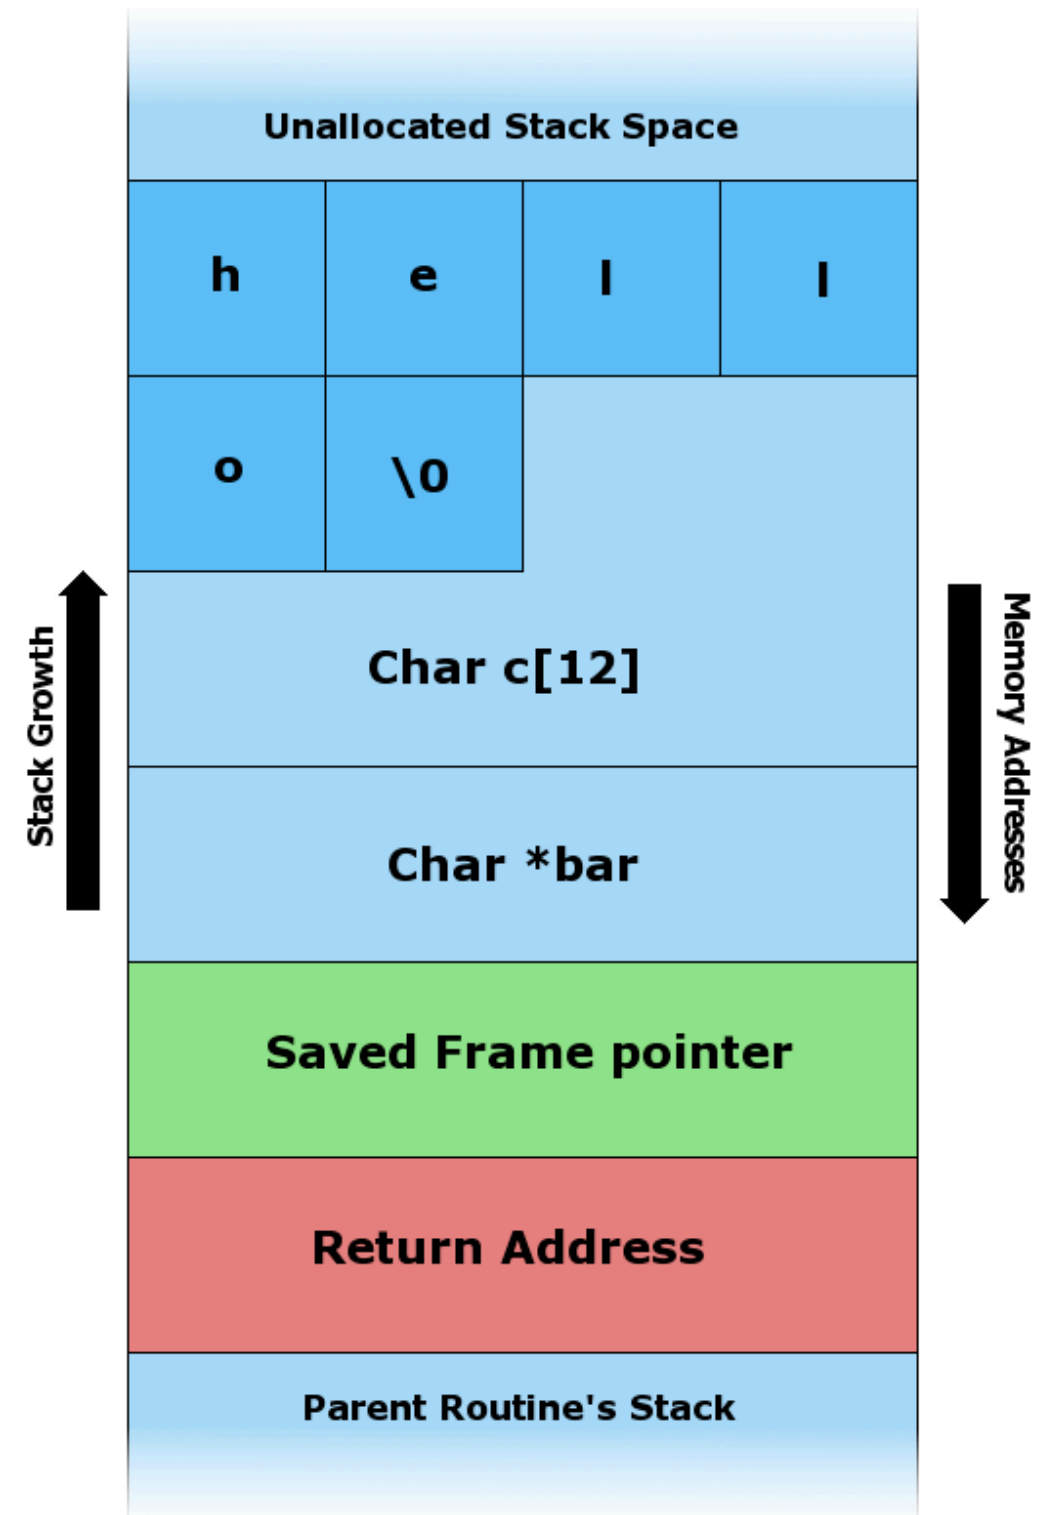 Unallocated Stack Space
h e l l
o \0
Char c[12]
Stack Growth
Memory Addresses
Char *bar
Saved Frame pointer
Return Address
Parent Routine's Stack